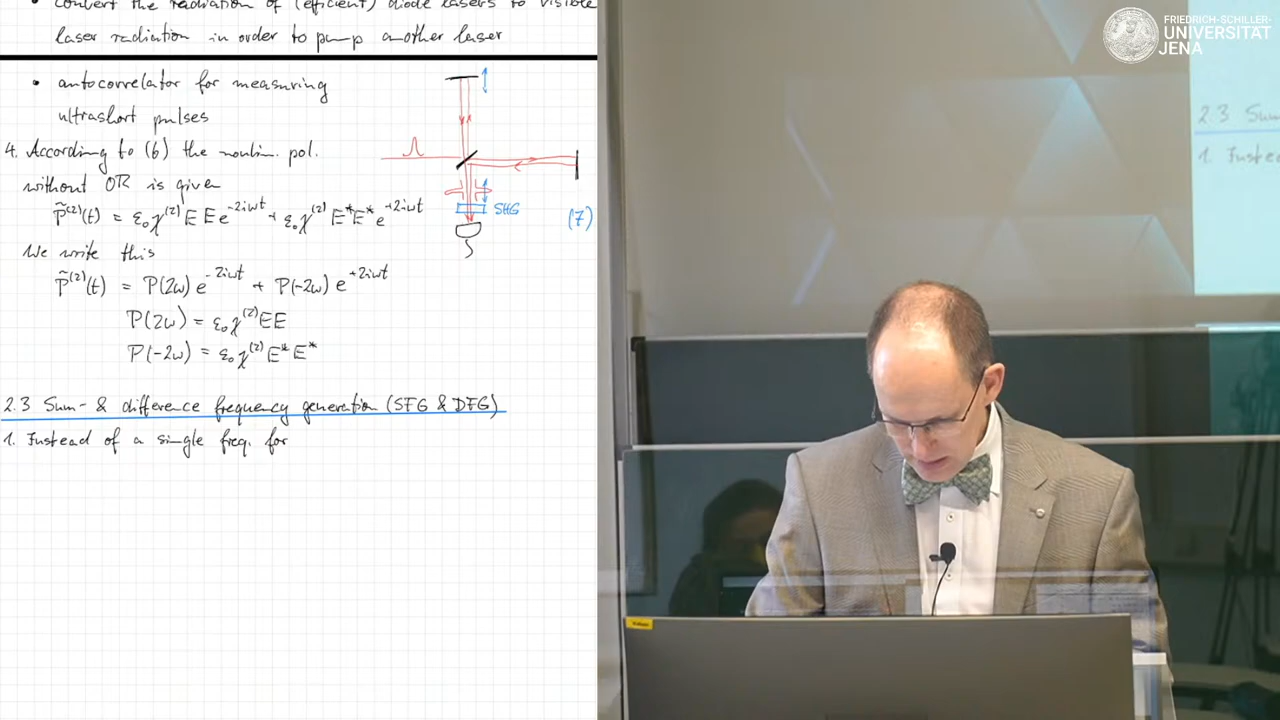 • convert the radiation of (efficient) diode lasers to visible
laser radiation in order to pump another laser
• autocorrelator for measuring
ultrashort pulses
4. According to (6) the nonlin. pol.
without OR is given
P̃⁽²⁾(t) = ε₀χ⁽²⁾EEe^{-2iωt} + ε₀χ⁽²⁾E*E*e^{+2iωt}
(7)
SHG
We write this
P̃⁽²⁾(t) = P(2ω)e^{-2iωt} + P(-2ω)e^{+2iωt}
P(2ω) = ε₀χ⁽²⁾EE
P(-2ω) = ε₀χ⁽²⁾E*E*
2.3 Sum- & difference frequency generation (SFG & DFG)
1. Instead of a single freq. for
FRIEDRICH-SCHILLER-
UNIVERSITÄT
JENA
2.3 Sum
1. Instea